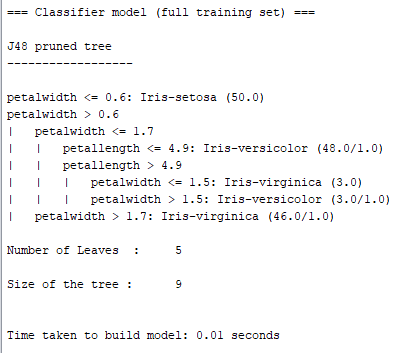 === Classifier model (full training set) ===
J48 pruned tree
------------------
petalwidth <= 0.6: Iris-setosa (50.0)
petalwidth > 0.6
|   petalwidth <= 1.7
|   |   petallength <= 4.9: Iris-versicolor (48.0/1.0)
|   |   petallength > 4.9
|   |   |   petalwidth <= 1.5: Iris-virginica (3.0)
|   |   |   petalwidth > 1.5: Iris-versicolor (3.0/1.0)
|   petalwidth > 1.7: Iris-virginica (46.0/1.0)
Number of Leaves  :     5
Size of the tree :      9
Time taken to build model: 0.01 seconds